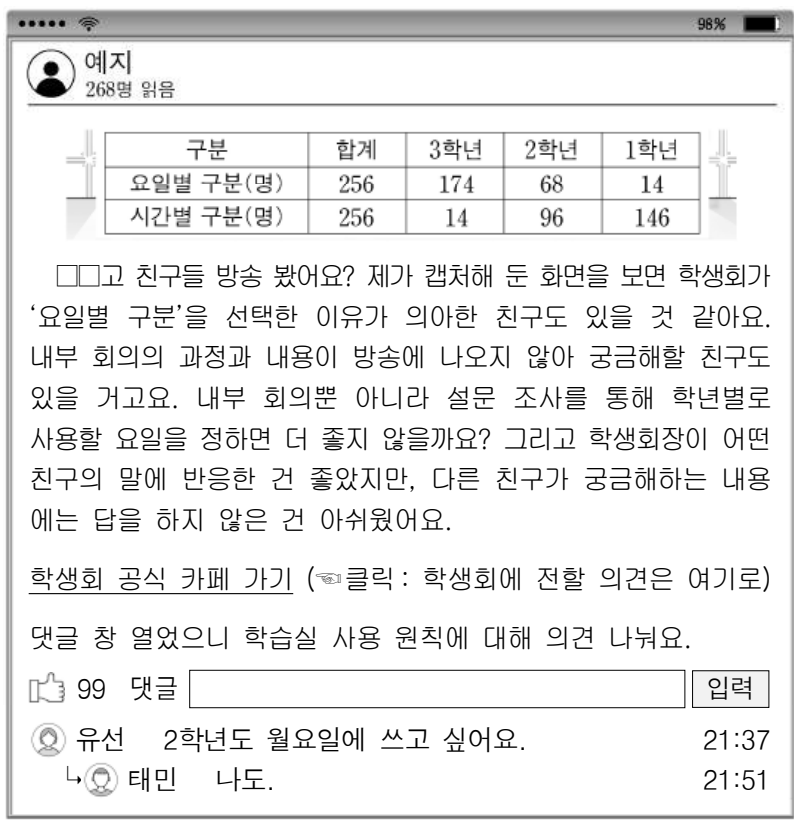 98%
예지
268명 읽음
구분 합계 3학년 2학년 1학년
요일별 구분(명) 256 174 68 14
시간별 구분(명) 256 14 96 146
□□고 친구들 방송 봤어요? 제가 캡처해 둔 화면을 보면 학생회가
‘요일별 구분’을 선택한 이유가 의아한 친구도 있을 것 같아요.
내부 회의의 과정과 내용이 방송에 나오지 않아 궁금해할 친구도
있을 거고요. 내부 회의뿐 아니라 설문 조사를 통해 학년별로
사용할 요일을 정하면 더 좋지 않을까요? 그리고 학생회장이 어떤
친구의 말에 반응한 건 좋았지만, 다른 친구가 궁금해하는 내용
에는 답을 하지 않은 건 아쉬웠어요.
학생회 공식 카페 가기 (☜클릭 : 학생회에 전할 의견은 여기로)
댓글 창 열었으니 학습실 사용 원칙에 대해 의견 나눠요.
99 댓글 입력
유선 2학년도 월요일에 쓰고 싶어요. 21:37
태민 나도. 21:51